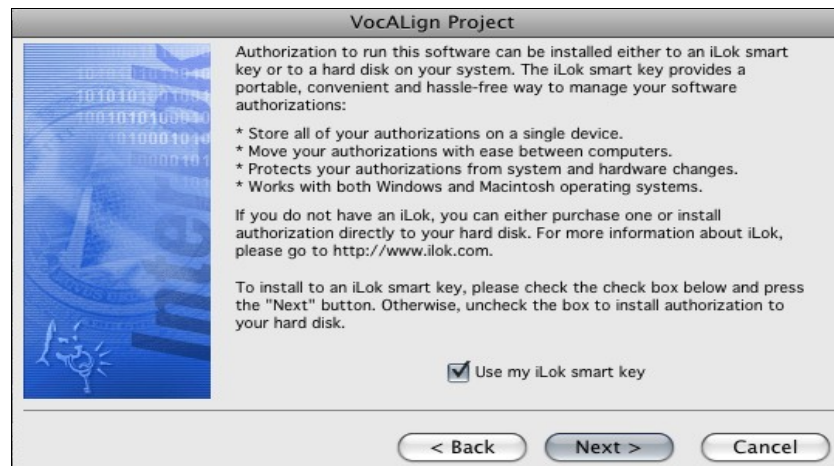 VocALign Project
Authorization to run this software can be installed either to an iLok smart
key or to a hard disk on your system. The iLok smart key provides a
portable, convenient and hassle-free way to manage your software
authorizations:
* Store all of your authorizations on a single device.
* Move your authorizations with ease between computers.
* Protects your authorizations from system and hardware changes.
* Works with both Windows and Macintosh operating systems.
If you do not have an iLok, you can either purchase one or install
authorization directly to your hard disk. For more information about iLok,
please go to http://www.ilok.com.
To install to an iLok smart key, please check the check box below and press
the "Next" button. Otherwise, uncheck the box to install authorization to
your hard disk.
Use my iLok smart key
< Back
Next >
Cancel